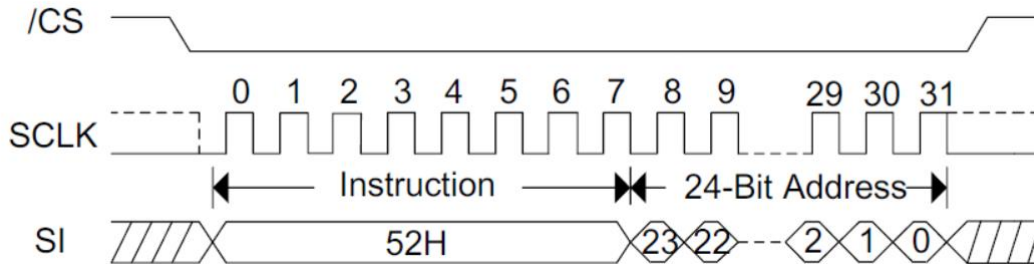 /CS
0 1 2 3 4 5 6 7 8 9 29 30 31
SCLK
Instruction 24-Bit Address
SI 52H 23 22 2 1 0